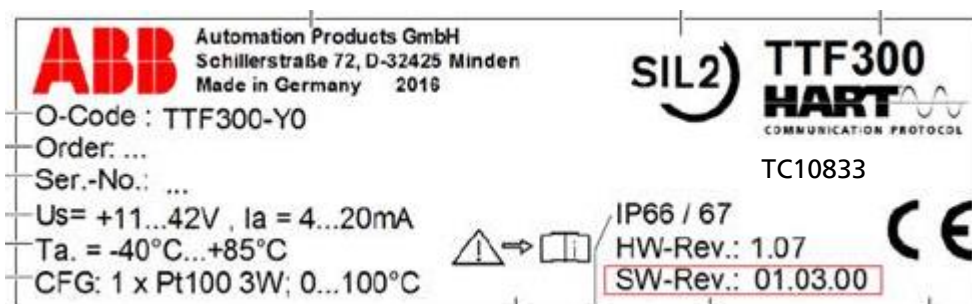 ABB
Automation Products GmbH
Schillerstraße 72, D-32425 Minden
Made in Germany 2016
O-Code : TTF300-Y0
Order: ...
Ser.-No.: ...
Us= +11...42V , Ia = 4...20mA
Ta. = -40°C...+85°C
CFG: 1 x Pt100 3W; 0...100°C
SIL2
TTF300
HART
COMMUNICATION PROTOCOL
TC10833
IP66 / 67
HW-Rev.: 1.07
SW-Rev.: 01.03.00
CE